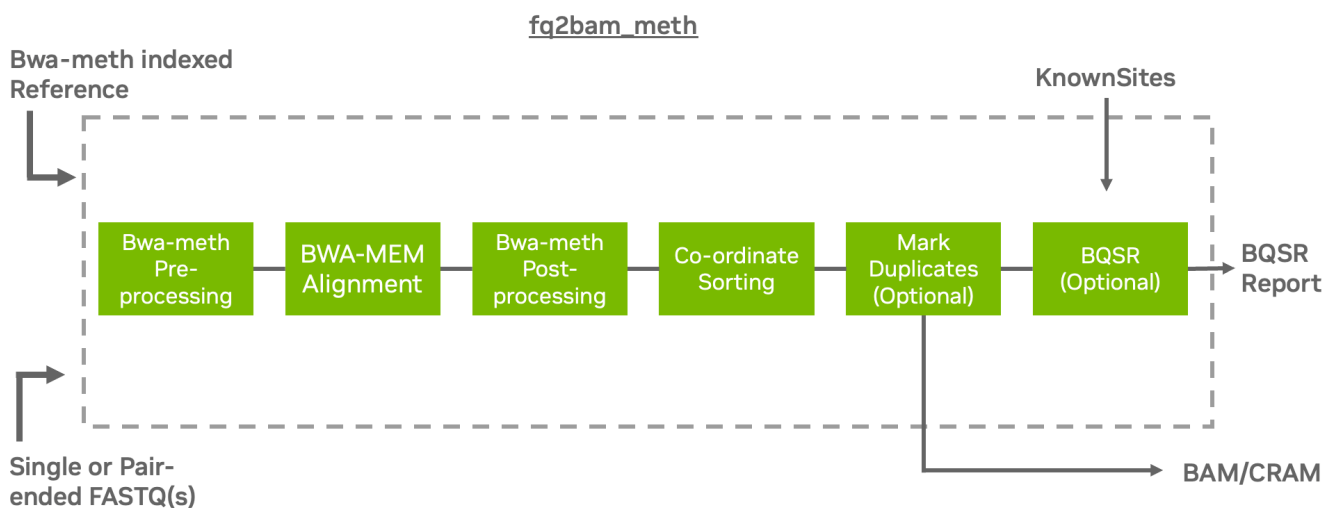 fq2bam_meth
Bwa-meth indexed
Reference
KnownSites
Bwa-meth
Pre-
processing
BWA-MEM
Alignment
Bwa-meth
Post-
processing
Co-ordinate
Sorting
Mark
Duplicates
(Optional)
BQSR
(Optional)
BQSR
Report
Single or Pair-
ended FASTQ(s)
BAM/CRAM